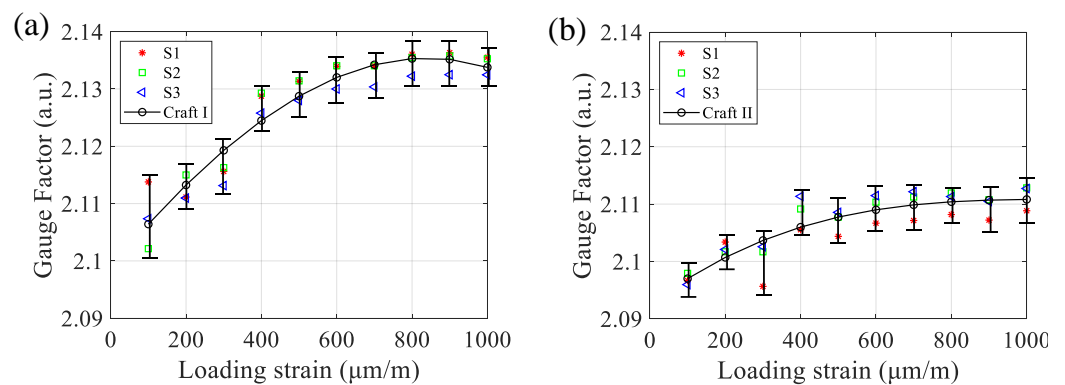 (a)
2.14
2.13
2.12
2.11
2.1
2.09
Gauge Factor (a.u.)
S1
S2
S3
Craft I
0 200 400 600 800 1000
Loading strain (μm/m)
(b)
2.14
2.13
2.12
2.11
2.1
2.09
Gauge Factor (a.u.)
S1
S2
S3
Craft II
0 200 400 600 800 1000
Loading strain (μm/m)